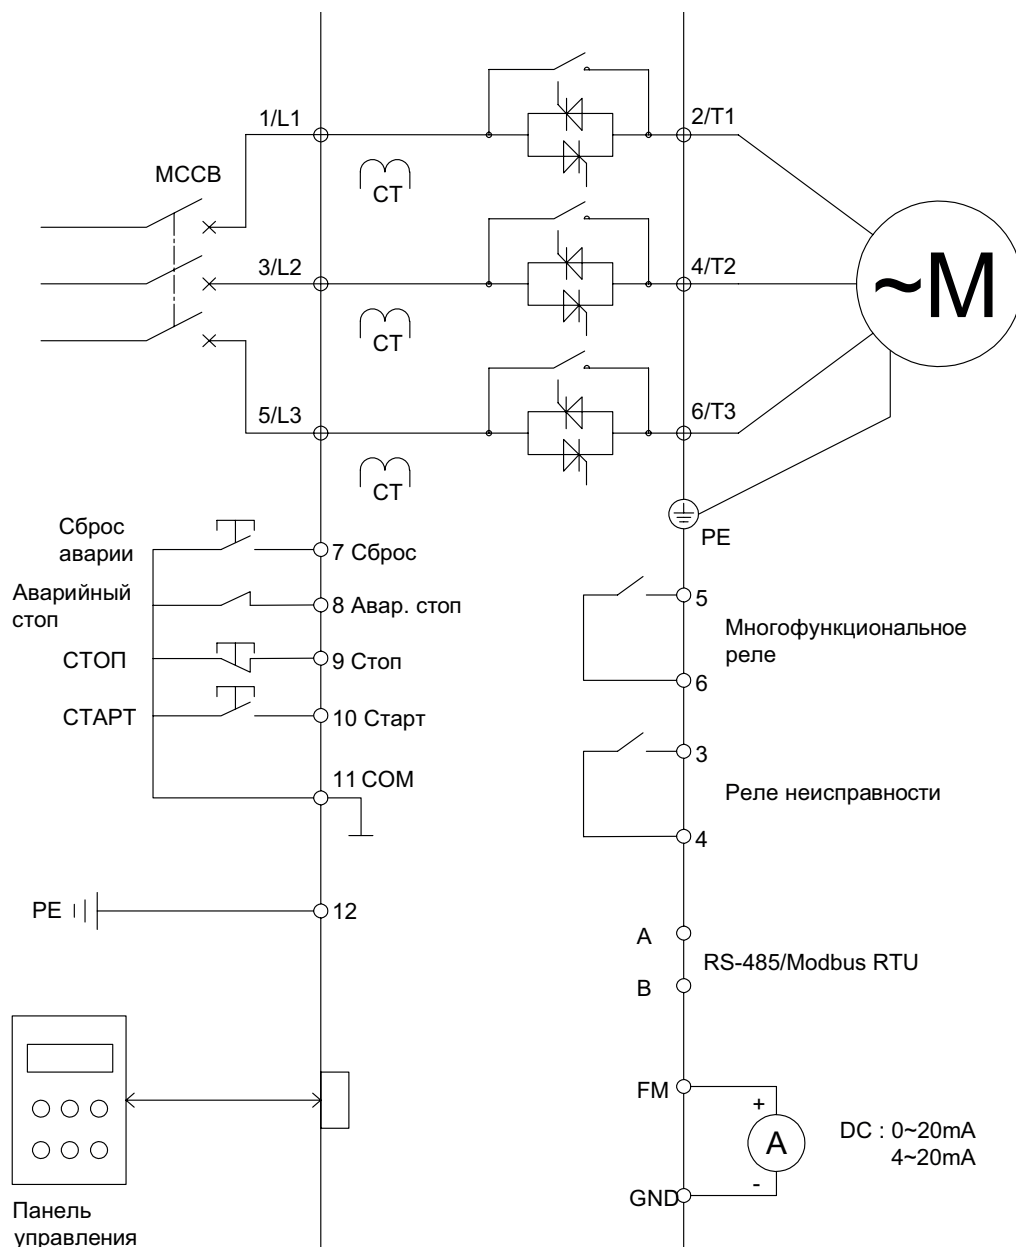 1/L1
2/T1
MCCB
CT
3/L2
4/T2
~M
CT
5/L3
6/T3
CT
PE
Сброс
аварии
7 Сброс
Аварийный
стоп
8 Авар. стоп
СТОП
9 Стоп
СТАРТ
10 Старт
11 COM
5
Многофункциональное
реле
6
3
Реле неисправности
4
PE
12
A
RS-485/Modbus RTU
B
FM
+
A
-
DC : 0~20mA
4~20mA
GND
Панель
управления